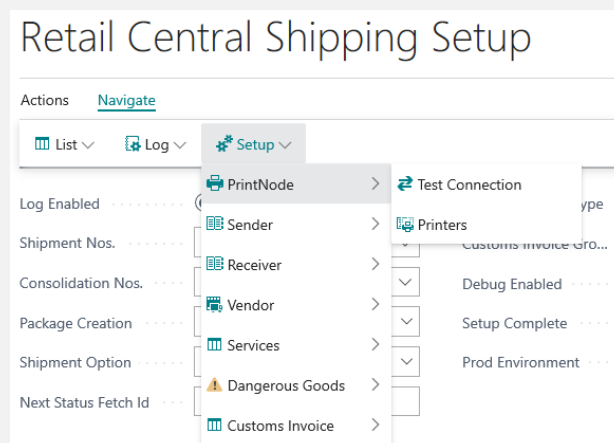 Retail Central Shipping Setup
Actions Navigate
List Log Setup
PrintNode
Sender
Receiver
Vendor
Services
Dangerous Goods
Customs Invoice
Test Connection
Printers
Log Enabled
Shipment Nos.
Consolidation Nos.
Package Creation
Shipment Option
Next Status Fetch Id
Customs Invoice Gro...
Debug Enabled
Setup Complete
Prod Environment